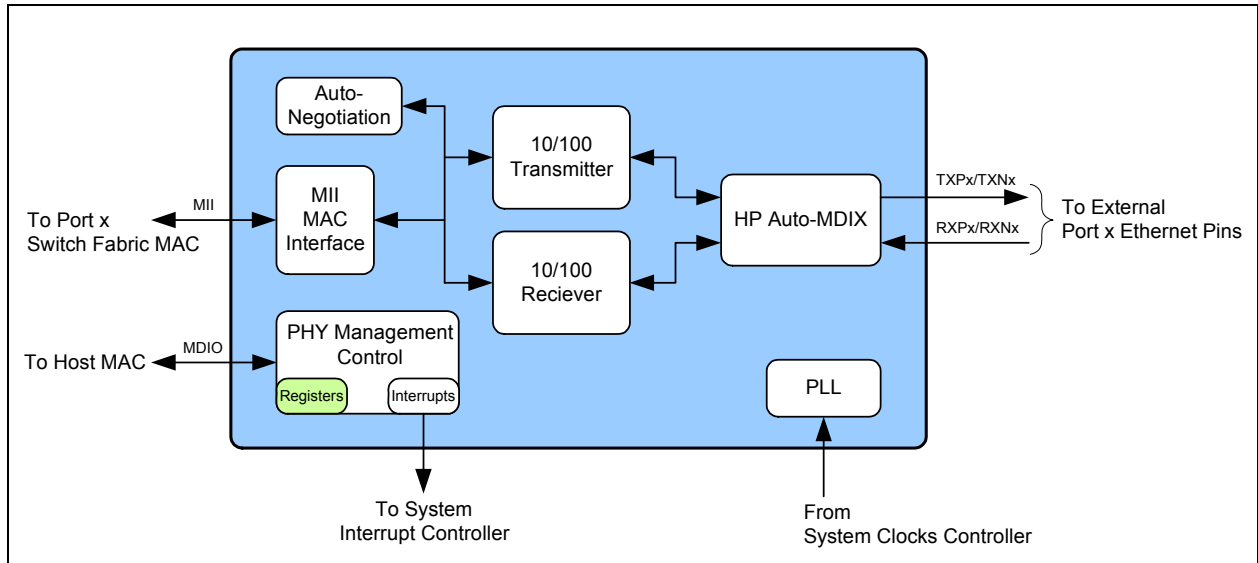 Auto-
Negotiation
10/100
Transmitter
MII
MAC
Interface
MII
To Port x
Switch Fabric MAC
HP Auto-MDIX
TXPx/TXNx
RXPx/RXNx
To External
Port x Ethernet Pins
10/100
Reciever
PHY Management
Control
Registers
Interrupts
MDIO
To Host MAC
PLL
To System
Interrupt Controller
From
System Clocks Controller